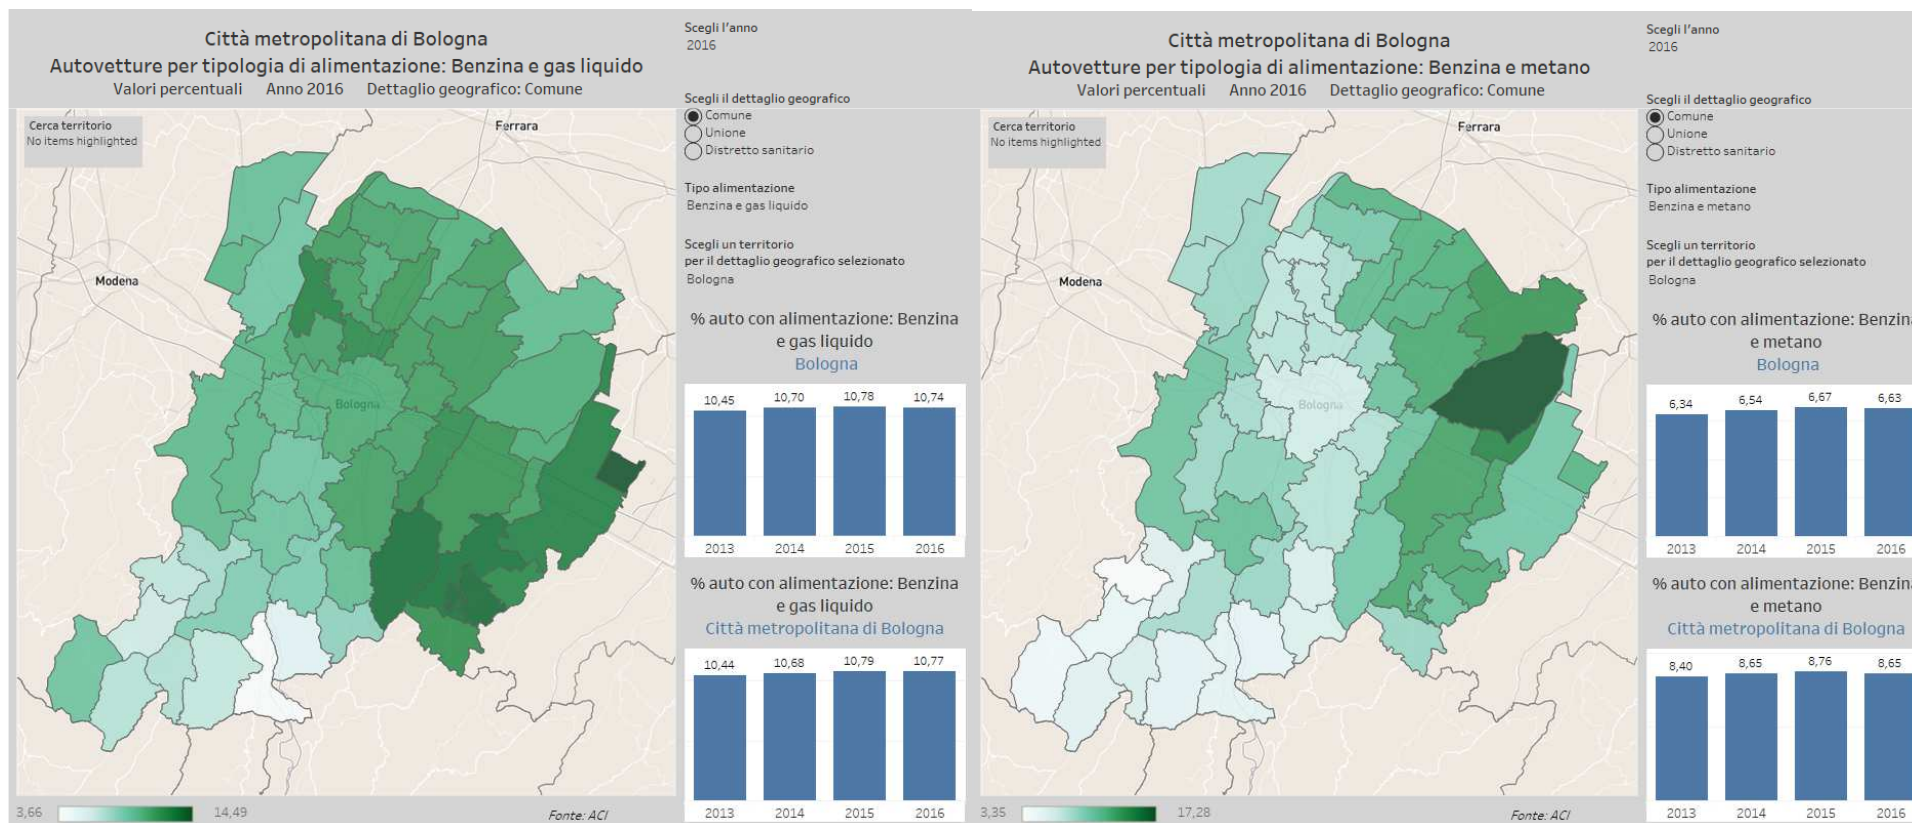 Città metropolitana di Bologna
Autovetture per tipologia di alimentazione: Benzina e gas liquido
Valori percentuali Anno 2016 Dettaglio geografico: Comune
Cerca territorio
No items highlighted
Ferrara
Modena
Bologna
3,66
14,49
Fonte: ACI
Scegli l'anno
2016
Scegli il dettaglio geografico
Comune
Unione
Distretto sanitario
Tipo alimentazione
Benzina e gas liquido
Scegli un territorio
per il dettaglio geografico selezionato
Bologna
% auto con alimentazione: Benzina
e gas liquido
Bologna
10,45 10,70 10,78 10,74
2013 2014 2015 2016
% auto con alimentazione: Benzina
e gas liquido
Città metropolitana di Bologna
10,44 10,68 10,79 10,77
2013 2014 2015 2016
Città metropolitana di Bologna
Autovetture per tipologia di alimentazione: Benzina e metano
Valori percentuali Anno 2016 Dettaglio geografico: Comune
Cerca territorio
No items highlighted
Ferrara
Modena
Bologna
3,35
17,28
Fonte: ACI
Scegli l'anno
2016
Scegli il dettaglio geografico
Comune
Unione
Distretto sanitario
Tipo alimentazione
Benzina e metano
Scegli un territorio
per il dettaglio geografico selezionato
Bologna
% auto con alimentazione: Benzina
e metano
Bologna
6,34 6,54 6,67 6,63
2013 2014 2015 2016
% auto con alimentazione: Benzina
e metano
Città metropolitana di Bologna
8,40 8,65 8,76 8,65
2013 2014 2015 2016